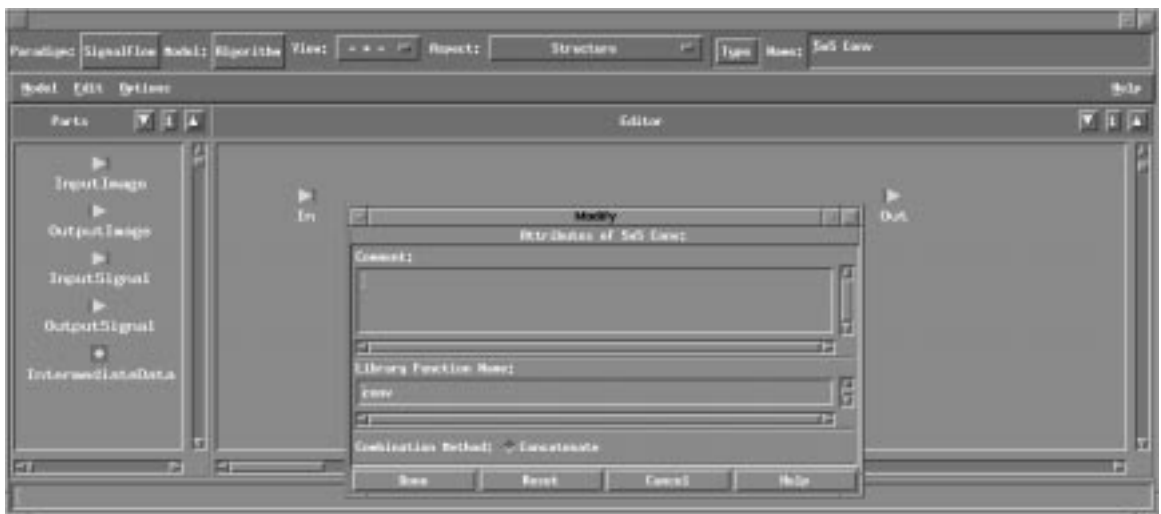 Paradigm: Signalflow Model: Algorithm View: - * - Aspect: Structure Type Name: 5x5 Conv
Model Edit Options Help
Parts Editor
InputImage
OutputImage
InputSignal
OutputSignal
IntermediateData
In
Out
Modify
Attributes of 5x5 Conv:
Comment:
Library Function Name:
conv
Combination Method: Concatenate
Done Reset Cancel Help